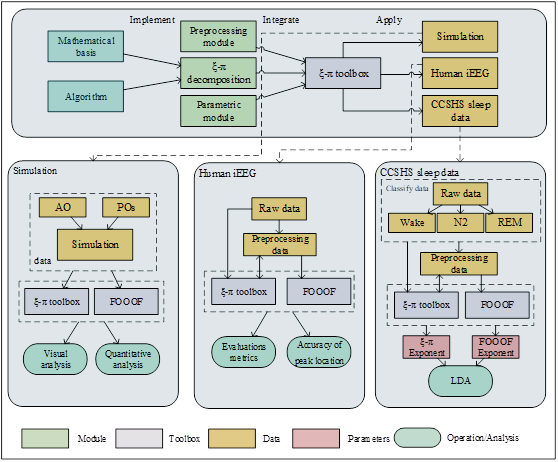 Implement Integrate Apply
Mathematical
basis
Algorithm
Preprocessing
module
ξ-π
decomposition
Parametric
module
ξ-π toolbox
Simulation
Human iEEG
CCSHS sleep
data
Simulation
AO
POs
Simulation
data
ξ-π toolbox
FOOOF
Visual
analysis
Quantitative
analysis
Human iEEG
Raw data
Preprocessing
data
ξ-π toolbox
FOOOF
Evaluations
metrics
Accuracy of
peak location
CCSHS sleep data
Classify data
Raw data
Wake
N2
REM
Preprocessing
data
ξ-π toolbox
FOOOF
ξ-π
Exponent
FOOOF
Exponent
LDA
Module
Toolbox
Data
Parameters
Operation/Analysis